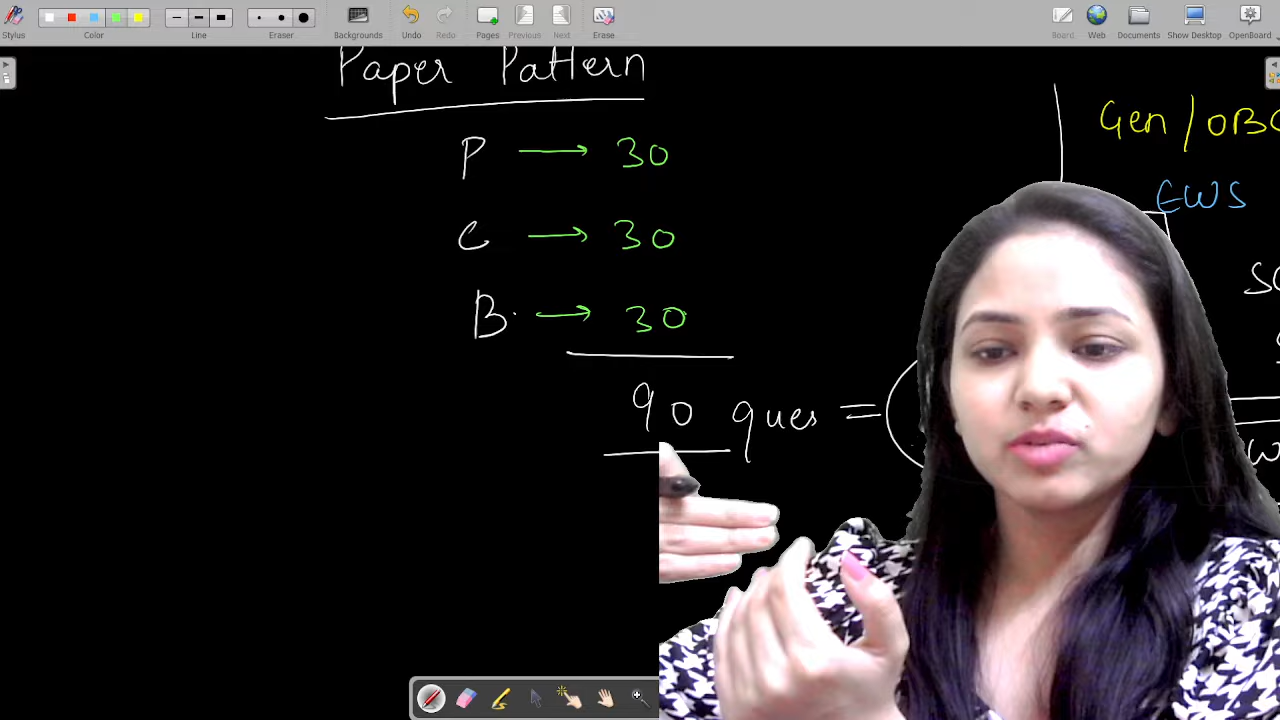 Stylus Color Line Eraser Backgrounds Undo Redo Pages Previous Next Erase Board Web Documents Show Desktop OpenBoard
Paper Pattern
P → 30
C → 30
B → 30
90 ques =
Gen / OBC
EWS